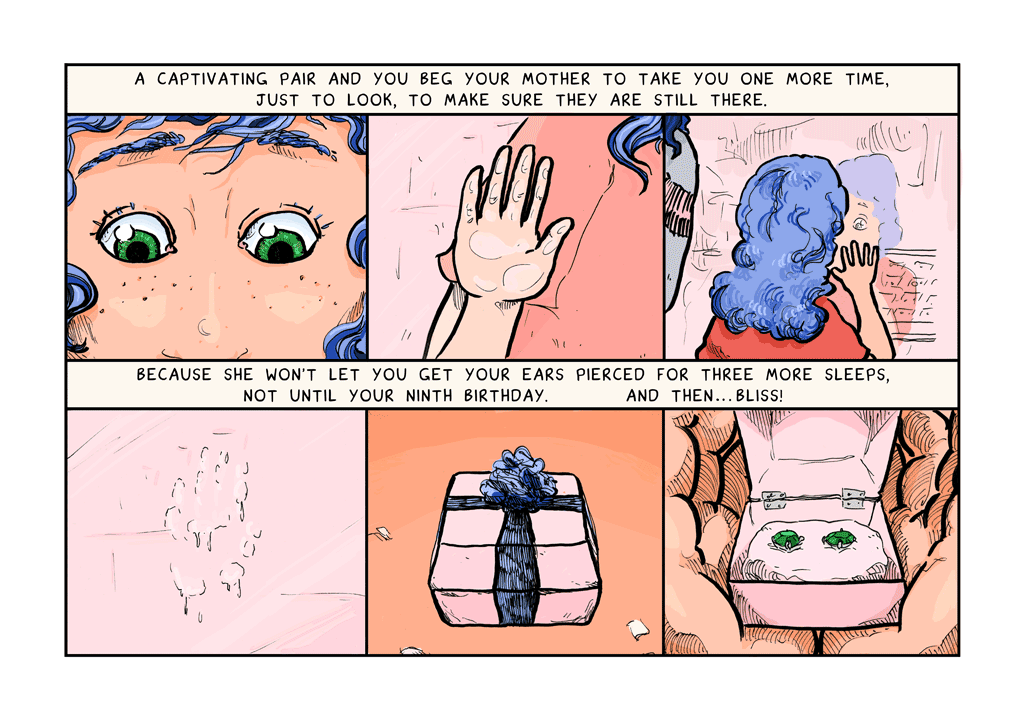 A CAPTIVATING PAIR AND YOU BEG YOUR MOTHER TO TAKE YOU ONE MORE TIME,
JUST TO LOOK, TO MAKE SURE THEY ARE STILL THERE.
BECAUSE SHE WON'T LET YOU GET YOUR EARS PIERCED FOR THREE MORE SLEEPS,
NOT UNTIL YOUR NINTH BIRTHDAY. AND THEN...BLISS!